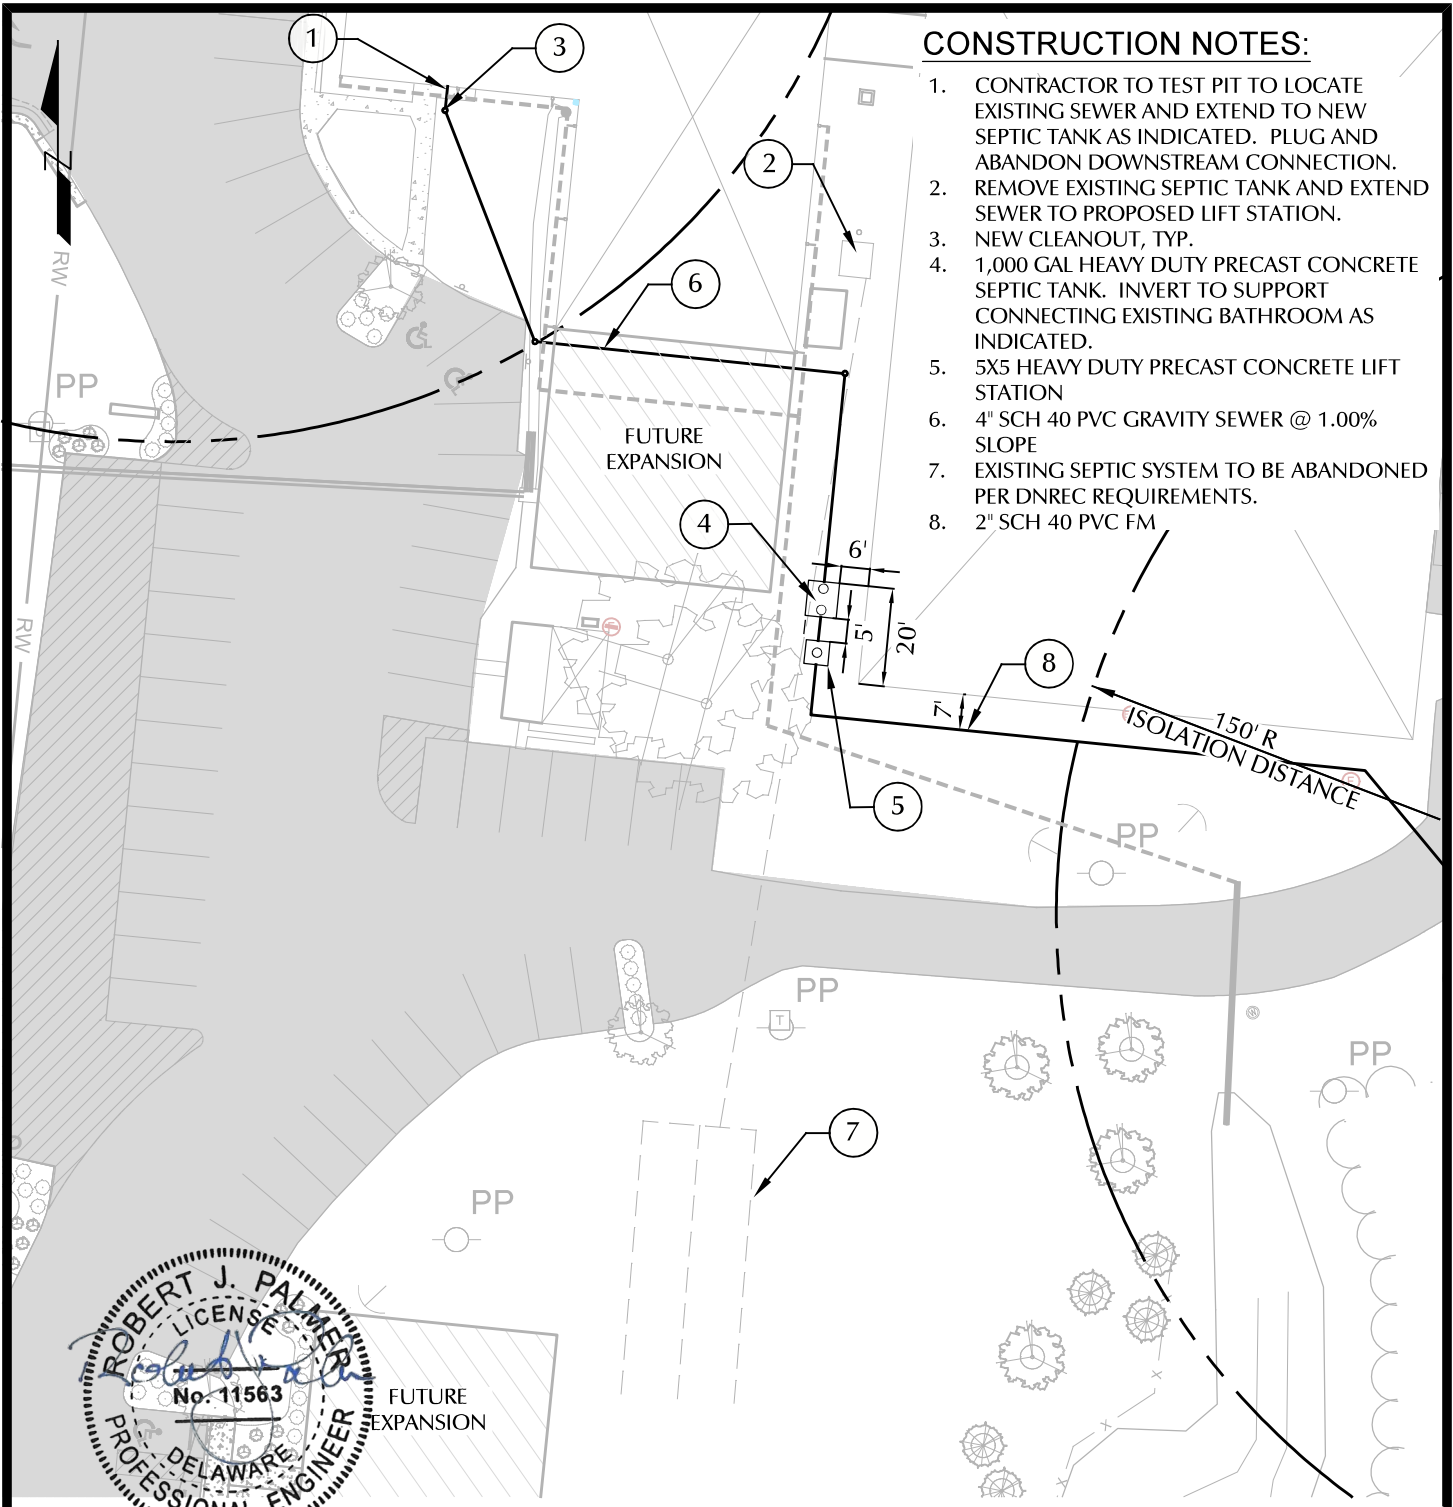 CONSTRUCTION NOTES:
1. CONTRACTOR TO TEST PIT TO LOCATE
EXISTING SEWER AND EXTEND TO NEW
SEPTIC TANK AS INDICATED. PLUG AND
ABANDON DOWNSTREAM CONNECTION.
2. REMOVE EXISTING SEPTIC TANK AND EXTEND
SEWER TO PROPOSED LIFT STATION.
3. NEW CLEANOUT, TYP.
4. 1,000 GAL HEAVY DUTY PRECAST CONCRETE
SEPTIC TANK. INVERT TO SUPPORT
CONNECTING EXISTING BATHROOM AS
INDICATED.
5. 5X5 HEAVY DUTY PRECAST CONCRETE LIFT
STATION
6. 4" SCH 40 PVC GRAVITY SEWER @ 1.00%
SLOPE
7. EXISTING SEPTIC SYSTEM TO BE ABANDONED
PER DNREC REQUIREMENTS.
8. 2" SCH 40 PVC FM
1
3
2
N
RW
6
PP
FUTURE
EXPANSION
4
6'
5'
20'
RW
8
7'
150' R
ISOLATION DISTANCE
E
5
PP
PP
T
PP
7
PP
ROBERT J. PALMER
LICENSE
No. 11563
DELAWARE
PROFESSIONAL ENGINEER
FUTURE
EXPANSION
X
X
X